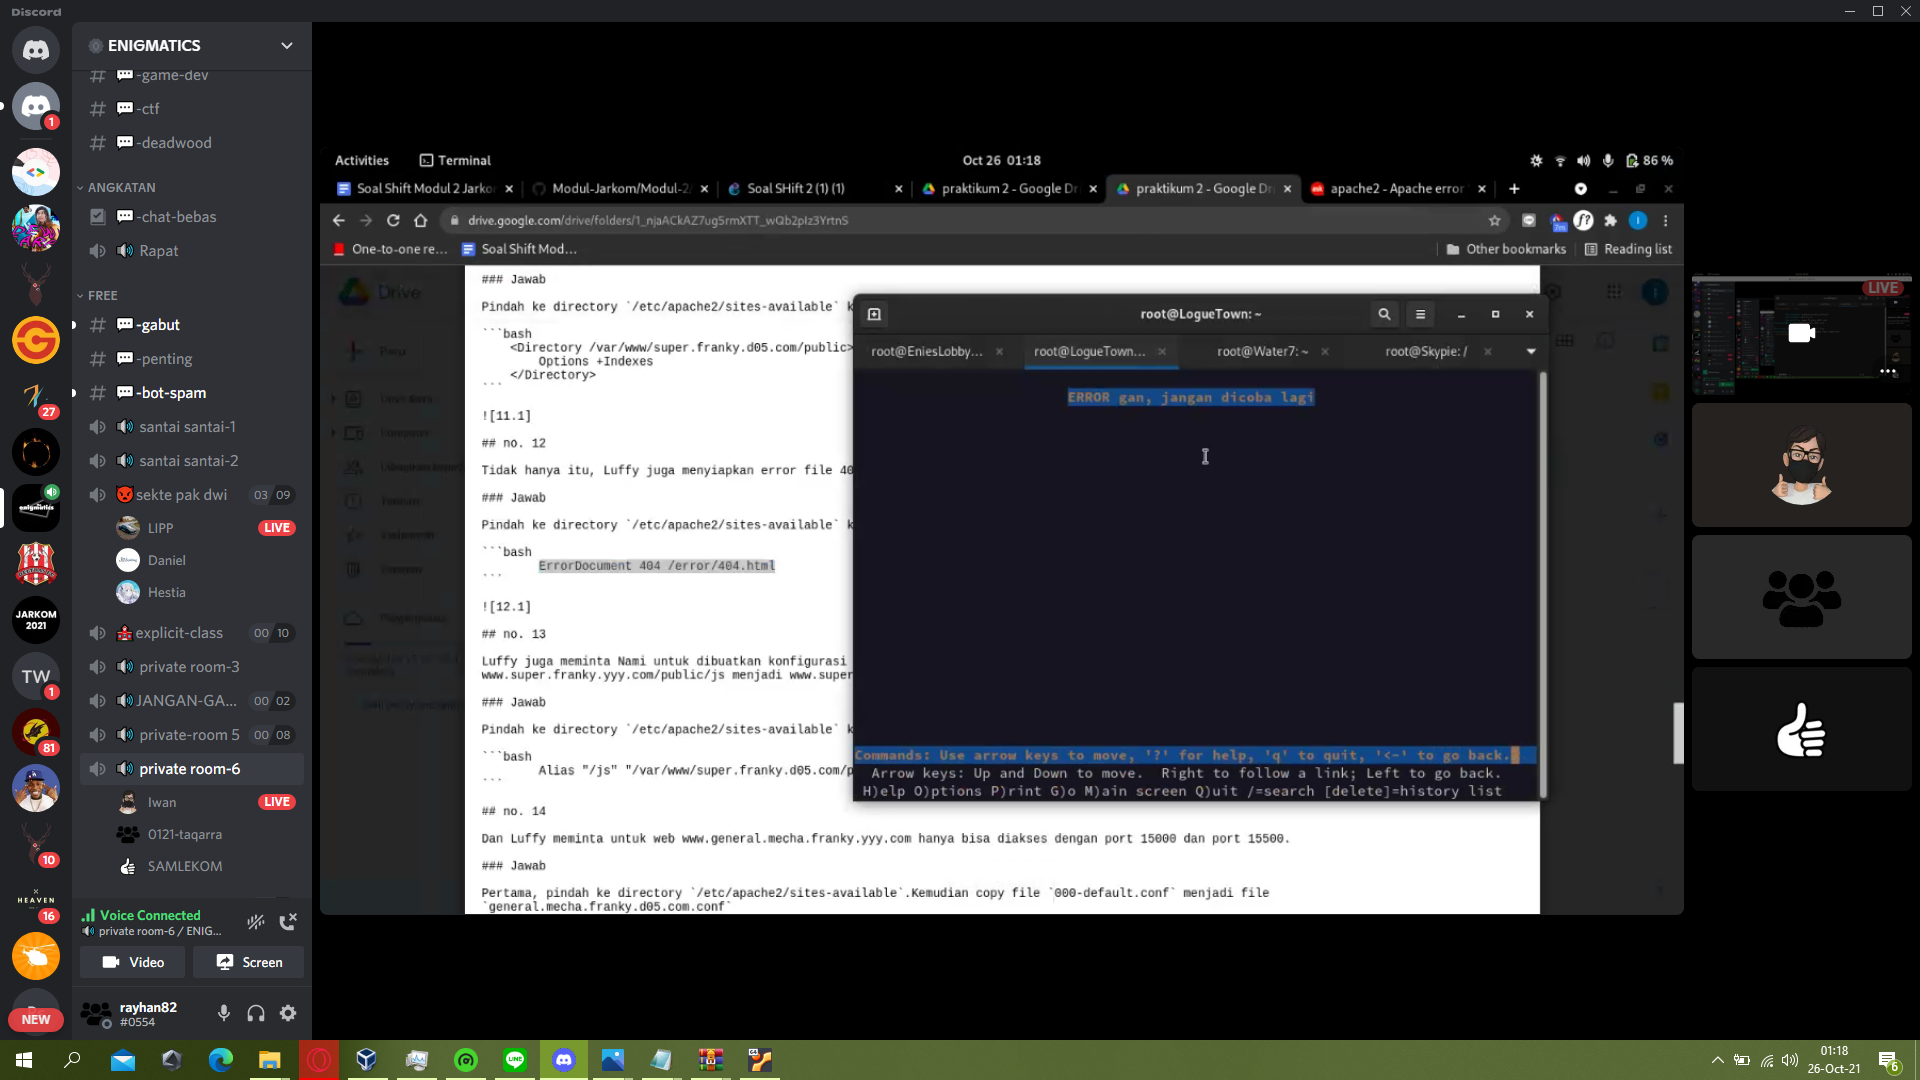 Discord
ENIGMATICS
-game-dev
-ctf
-deadwood
ANGKATAN
-chat-bebas
Rapat
FREE
-gabut
-penting
-bot-spam
santai santai-1
santai santai-2
sekte pak dwi 03 09
LIPP LIVE
Daniel
Hestia
explicit-class 00 10
private room-3
JANGAN-GA... 00 02
private-room 5 00 08
private room-6
Iwan LIVE
0121-taqarra
SAMLEKOM
Voice Connected
private room-6 / ENIG...
Video Screen
rayhan82
#0554
1
27
enigmatics
JARKOM
2021
TW
1
81
10
HEAVEN
16
NEW
Activities Terminal Oct 26 01:18 86 %
Soal Shift Modul 2 Jarko Modul-Jarkom/Modul-2/ Soal SHift 2 (1) (1) praktikum 2 - Google Dr praktikum 2 - Google Dr apache2 - Apache error
drive.google.com/drive/folders/1_njaACkAZ7ug5rmXTT_wQb2pIz3YrtnS
One-to-one re... Soal Shift Mod... Other bookmarks Reading list
Drive
### Jawab
Pindah ke directory `/etc/apache2/sites-available` k
```bash
<Directory /var/www/super.franky.d05.com/public>
Options +Indexes
</Directory>
```
![11.1]
## no. 12
Tidak hanya itu, Luffy juga menyiapkan error file 40
### Jawab
Pindah ke directory `/etc/apache2/sites-available` k
```bash
ErrorDocument 404 /error/404.html
```
![12.1]
## no. 13
Luffy juga meminta Nami untuk dibuatkan konfigurasi
www.super.franky.yyy.com/public/js menjadi www.super
### Jawab
Pindah ke directory `/etc/apache2/sites-available` k
```bash
Alias "/js" "/var/www/super.franky.d05.com/p
```
## no. 14
Dan Luffy meminta untuk web www.general.mecha.franky.yyy.com hanya bisa diakses dengan port 15000 dan port 15500.
### Jawab
Pertama, pindah ke directory `/etc/apache2/sites-available`.Kemudian copy file `000-default.conf` menjadi file
`general.mecha.franky.d05.com.conf`
root@LogueTown: ~
root@EniesLobby... root@LogueTown... root@Water7: ~ root@Skypie: /
ERROR gan, jangan dicoba lagi
Commands: Use arrow keys to move, '?' for help, 'q' to quit, '<-' to go back.
Arrow keys: Up and Down to move. Right to follow a link; Left to go back.
H)elp O)ptions P)rint G)o M)ain screen Q)uit /=search [delete]=history list
LIVE
01:18
26-Oct-21
6